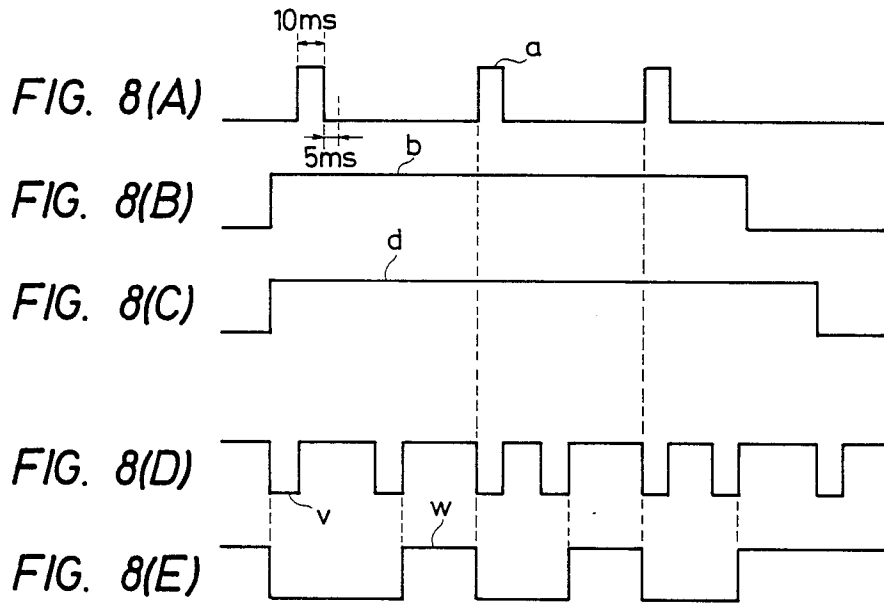 10ms
a
FIG. 8(A)
5ms
b
FIG. 8(B)
d
FIG. 8(C)
FIG. 8(D)
v
w
FIG. 8(E)